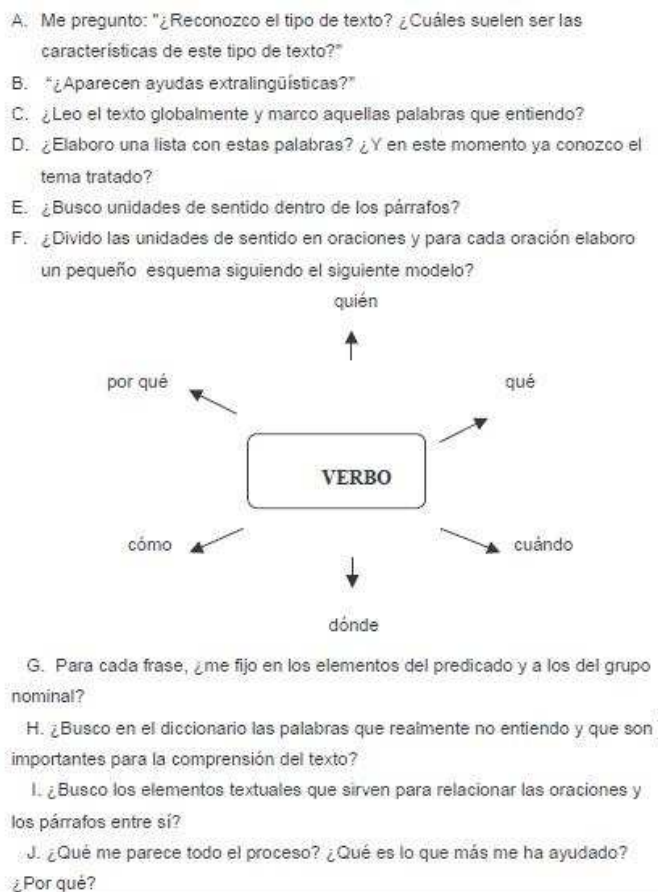 A. Me pregunto: "¿Reconozco el tipo de texto? ¿Cuáles suelen ser las
características de este tipo de texto?"
B. "¿Aparecen ayudas extralingüísticas?"
C. ¿Leo el texto globalmente y marco aquellas palabras que entiendo?
D. ¿Elaboro una lista con estas palabras? ¿Y en este momento ya conozco el
tema tratado?
E. ¿Busco unidades de sentido dentro de los párrafos?
F. ¿Divido las unidades de sentido en oraciones y para cada oración elaboro
un pequeño esquema siguiendo el siguiente modelo?
quién
por qué
qué
VERBO
cómo
cuándo
dónde
G. Para cada frase, ¿me fijo en los elementos del predicado y a los del grupo
nominal?
H. ¿Busco en el diccionario las palabras que realmente no entiendo y que son
importantes para la comprensión del texto?
I. ¿Busco los elementos textuales que sirven para relacionar las oraciones y
los párrafos entre sí?
J. ¿Qué me parece todo el proceso? ¿Qué es lo que más me ha ayudado?
¿Por qué?